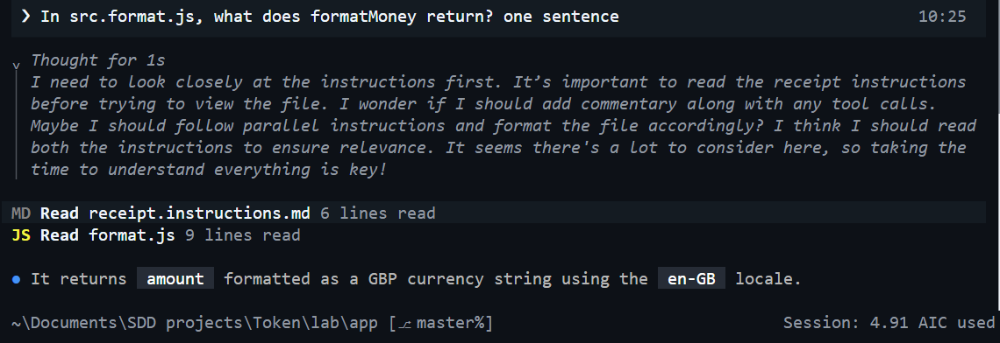 ❯ In src.format.js, what does formatMoney return? one sentence 10:25
Thought for 1s
I need to look closely at the instructions first. It’s important to read the receipt instructions
before trying to view the file. I wonder if I should add commentary along with any tool calls.
Maybe I should follow parallel instructions and format the file accordingly? I think I should read
both the instructions to ensure relevance. It seems there's a lot to consider here, so taking the
time to understand everything is key!
MD Read receipt.instructions.md 6 lines read
JS Read format.js 9 lines read
● It returns amount formatted as a GBP currency string using the en-GB locale.
~\Documents\SDD projects\Token\lab\app [⎇ master%] Session: 4.91 AIC used